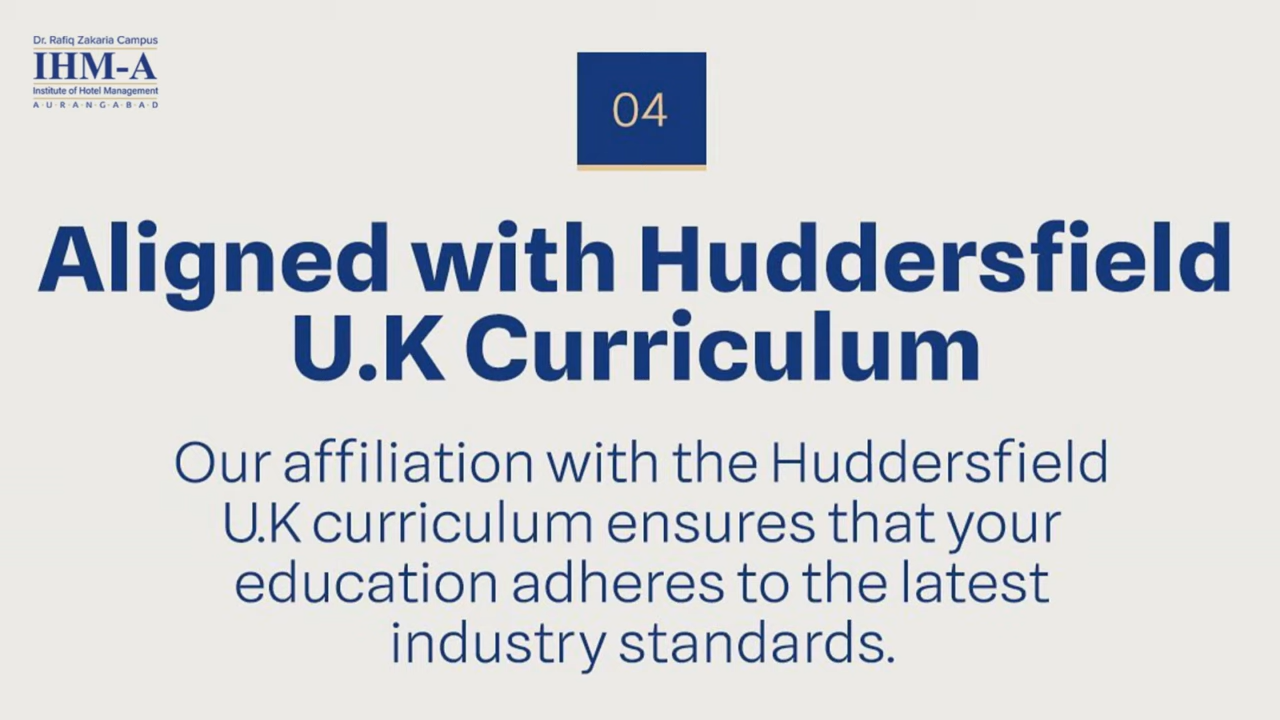 Dr. Rafiq Zakaria Campus
IHM-A
Institute of Hotel Management
A·U·R·A·N·G·A·B·A·D
04
Aligned with Huddersfield
U.K Curriculum
Our affiliation with the Huddersfield
U.K curriculum ensures that your
education adheres to the latest
industry standards.